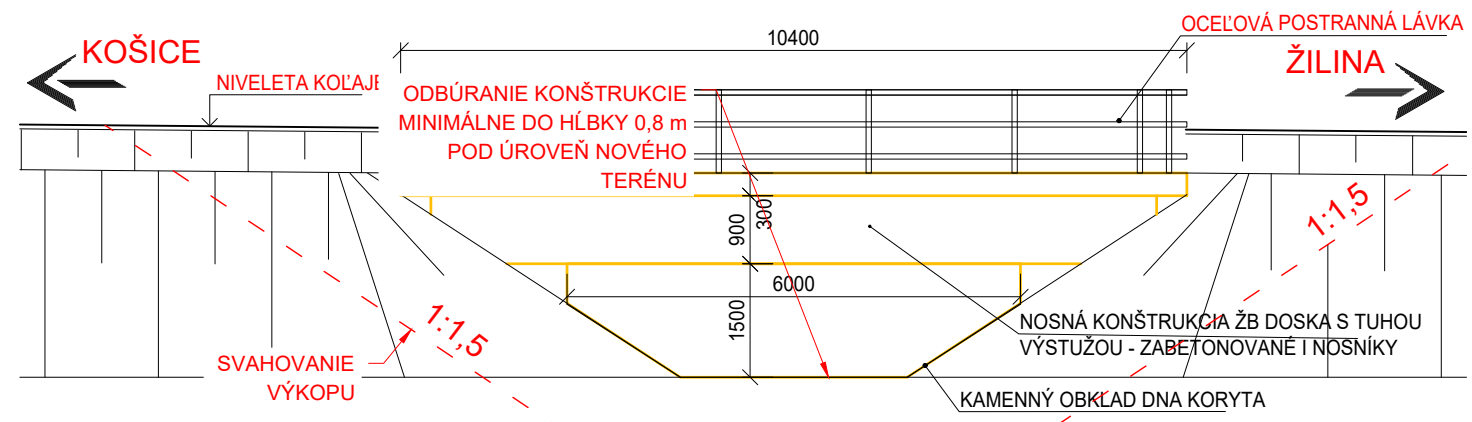 OCEĽOVÁ POSTRANNÁ LÁVKA
10400
KOŠICE
ŽILINA
NIVELETA KOĽAJE
ODBÚRANIE KONŠTRUKCIE
MINIMÁLNE DO HĹBKY 0,8 m
POD ÚROVEŇ NOVÉHO
TERÉNU
300
900
1:1,5
6000
1500
1:1,5
NOSNÁ KONŠTRUKCIA ŽB DOSKA S TUHOU
VÝSTUŽOU - ZABETONOVANÉ I NOSNÍKY
SVAHOVANIE
VÝKOPU
KAMENNÝ OBKLAD DNA KORYTA